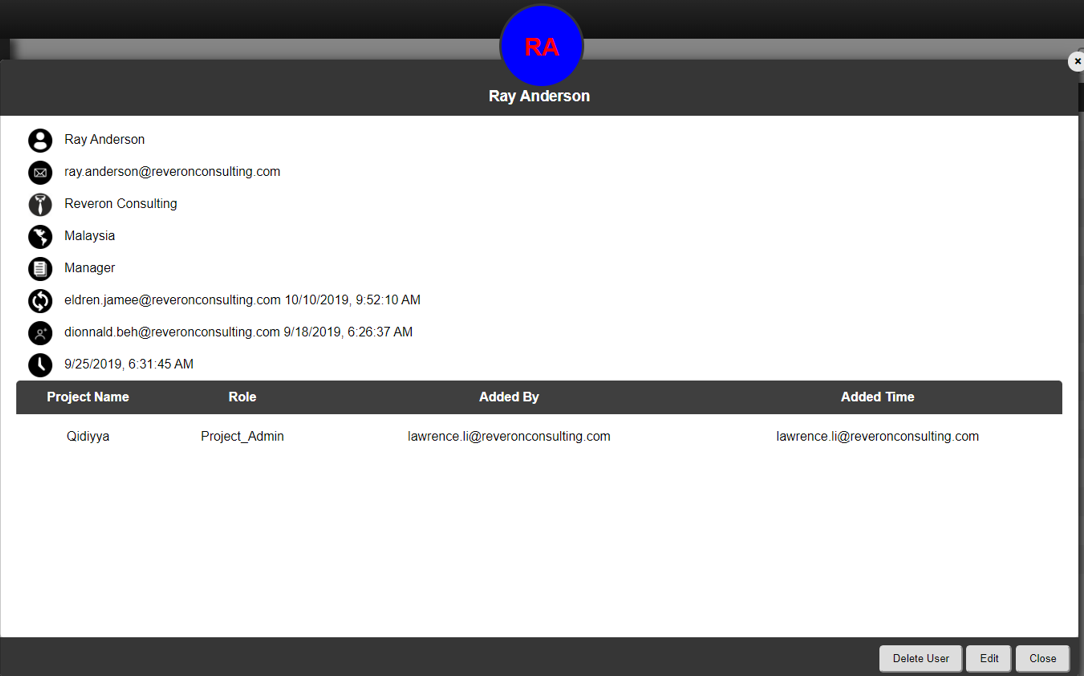 RA
Ray Anderson
Ray Anderson
ray.anderson@reveronconsulting.com
Reveron Consulting
Malaysia
Manager
eldren.jamee@reveronconsulting.com 10/10/2019, 9:52:10 AM
dionnald.beh@reveronconsulting.com 9/18/2019, 6:26:37 AM
9/25/2019, 6:31:45 AM
Project Name Role Added By Added Time
Qidiyya Project_Admin lawrence.li@reveronconsulting.com lawrence.li@reveronconsulting.com
Delete User Edit Close